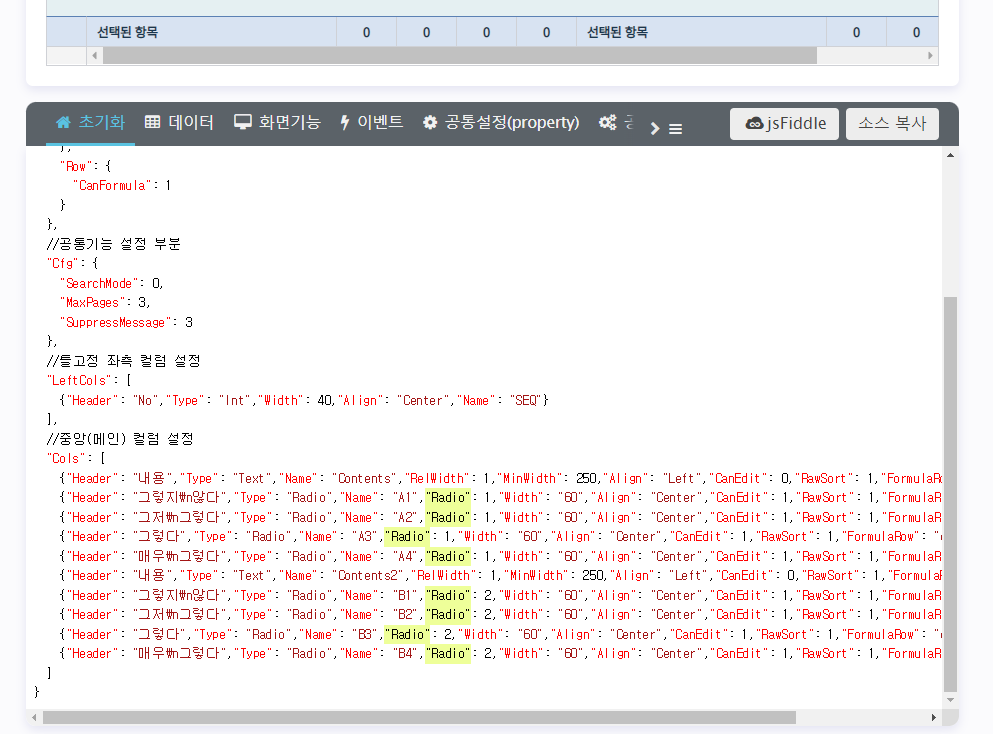 선택된 항목 0 0 0 0 선택된 항목 0 0
초기화 데이터 화면기능 이벤트 공통설정(property) jsFiddle 소스 복사
},
"Row": {
"CanFormula": 1
}
},
//공통기능 설정 부분
"Cfg": {
"SearchMode": 0,
"MaxPages": 3,
"SuppressMessage": 3
},
//틀고정 좌측 컬럼 설정
"LeftCols": [
{"Header": "No","Type": "Int","Width": 40,"Align": "Center","Name": "SEQ"}
],
//중앙(메인) 컬럼 설정
"Cols": [
{"Header": "내용","Type": "Text","Name": "Contents","RelWidth": 1,"MinWidth": 250,"Align": "Left","CanEdit": 0,"RawSort": 1,"FormulaR
{"Header": "그렇지₩n않다","Type": "Radio","Name": "A1","Radio": 1,"Width": "60","Align": "Center","CanEdit": 1,"RawSort": 1,"FormulaR
{"Header": "그저₩n그렇다","Type": "Radio","Name": "A2","Radio": 1,"Width": "60","Align": "Center","CanEdit": 1,"RawSort": 1,"FormulaR
{"Header": "그렇다","Type": "Radio","Name": "A3","Radio": 1,"Width": "60","Align": "Center","CanEdit": 1,"RawSort": 1,"FormulaRow": "
{"Header": "매우₩n그렇다","Type": "Radio","Name": "A4","Radio": 1,"Width": "60","Align": "Center","CanEdit": 1,"RawSort": 1,"FormulaR
{"Header": "내용","Type": "Text","Name": "Contents2","RelWidth": 1,"MinWidth": 250,"Align": "Left","CanEdit": 0,"RawSort": 1,"Formula
{"Header": "그렇지₩n않다","Type": "Radio","Name": "B1","Radio": 2,"Width": "60","Align": "Center","CanEdit": 1,"RawSort": 1,"FormulaR
{"Header": "그저₩n그렇다","Type": "Radio","Name": "B2","Radio": 2,"Width": "60","Align": "Center","CanEdit": 1,"RawSort": 1,"FormulaR
{"Header": "그렇다","Type": "Radio","Name": "B3","Radio": 2,"Width": "60","Align": "Center","CanEdit": 1,"RawSort": 1,"FormulaRow": "
{"Header": "매우₩n그렇다","Type": "Radio","Name": "B4","Radio": 2,"Width": "60","Align": "Center","CanEdit": 1,"RawSort": 1,"FormulaR
]
}